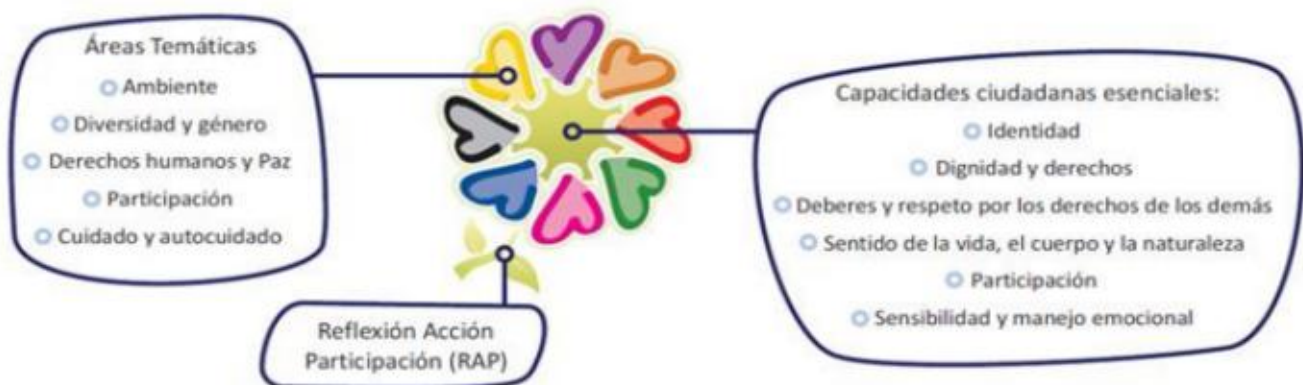 Áreas Temáticas
Ambiente
Diversidad y género
Derechos humanos y Paz
Participación
Cuidado y autocuidado
Reflexión Acción
Participación (RAP)
Capacidades ciudadanas esenciales:
Identidad
Dignidad y derechos
Deberes y respeto por los derechos de los demás
Sentido de la vida, el cuerpo y la naturaleza
Participación
Sensibilidad y manejo emocional